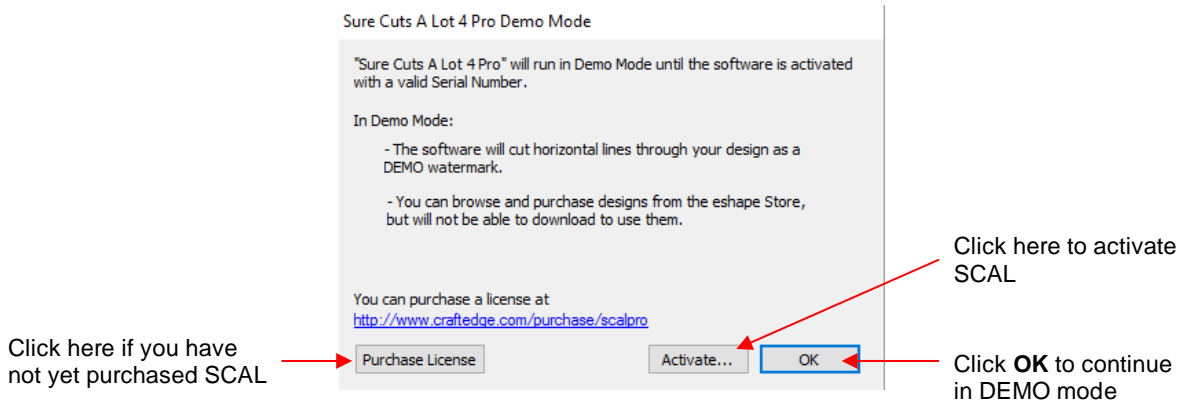 Sure Cuts A Lot 4 Pro Demo Mode
"Sure Cuts A Lot 4 Pro" will run in Demo Mode until the software is activated
with a valid Serial Number.
In Demo Mode:
- The software will cut horizontal lines through your design as a
DEMO watermark.
- You can browse and purchase designs from the eshape Store,
but will not be able to download to use them.
Click here to activate
SCAL
You can purchase a license at
http://www.craftedge.com/purchase/scalpro
Click here if you have
not yet purchased SCAL
Purchase License
Activate...
OK
Click OK to continue
in DEMO mode